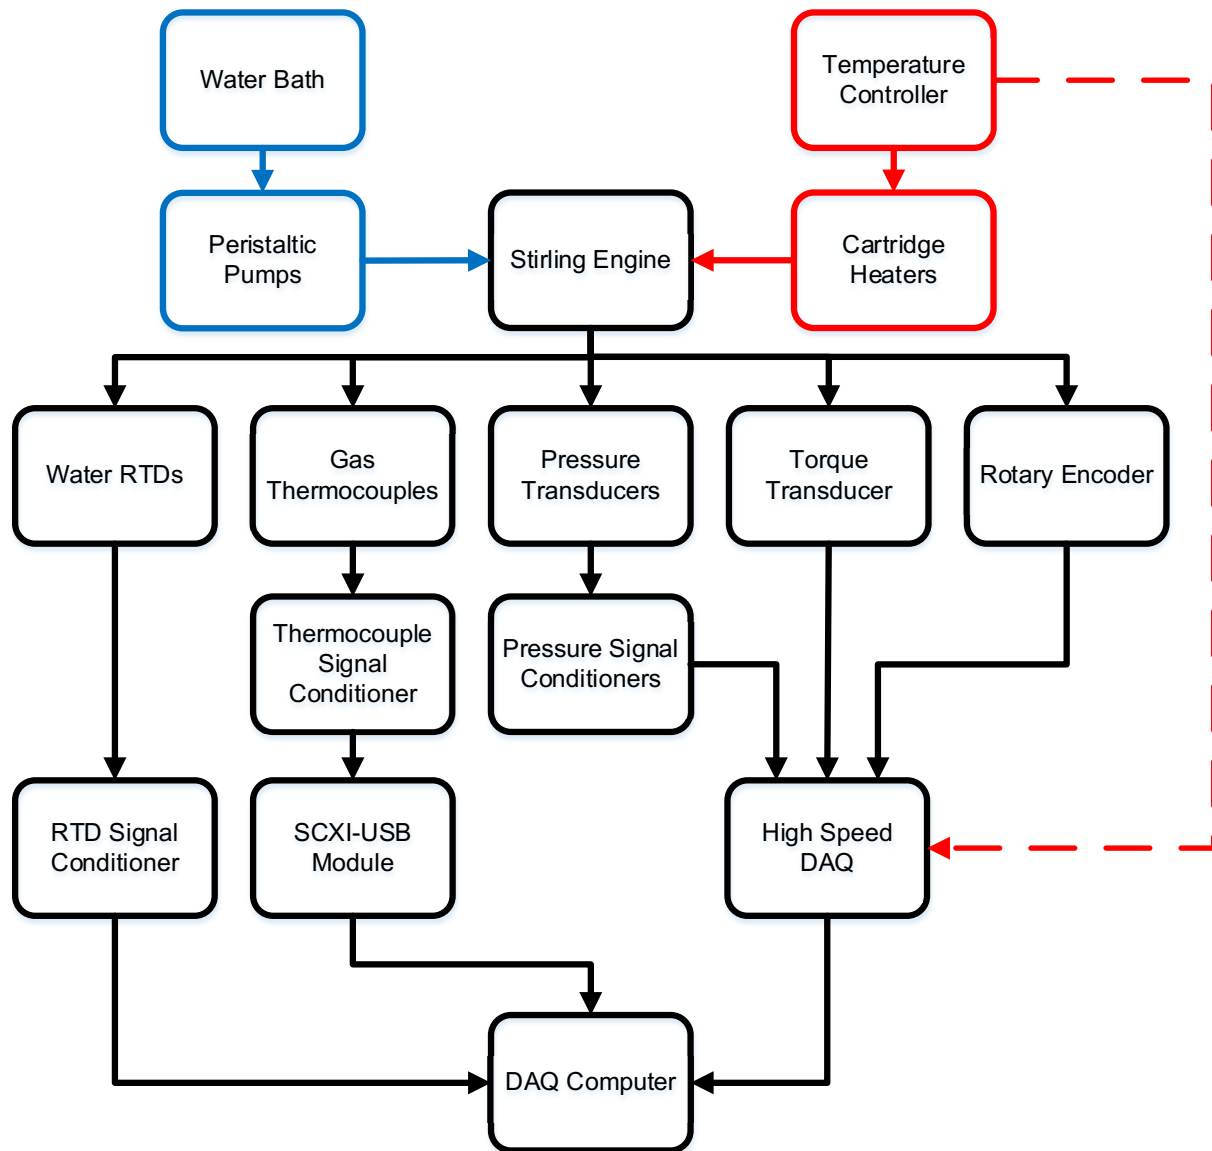 Water Bath
Temperature
Controller
Peristaltic
Pumps
Stirling Engine
Cartridge
Heaters
Water RTDs
Gas
Thermocouples
Pressure
Transducers
Torque
Transducer
Rotary Encoder
Thermocouple
Signal
Conditioner
Pressure Signal
Conditioners
RTD Signal
Conditioner
SCXI-USB
Module
High Speed
DAQ
DAQ Computer